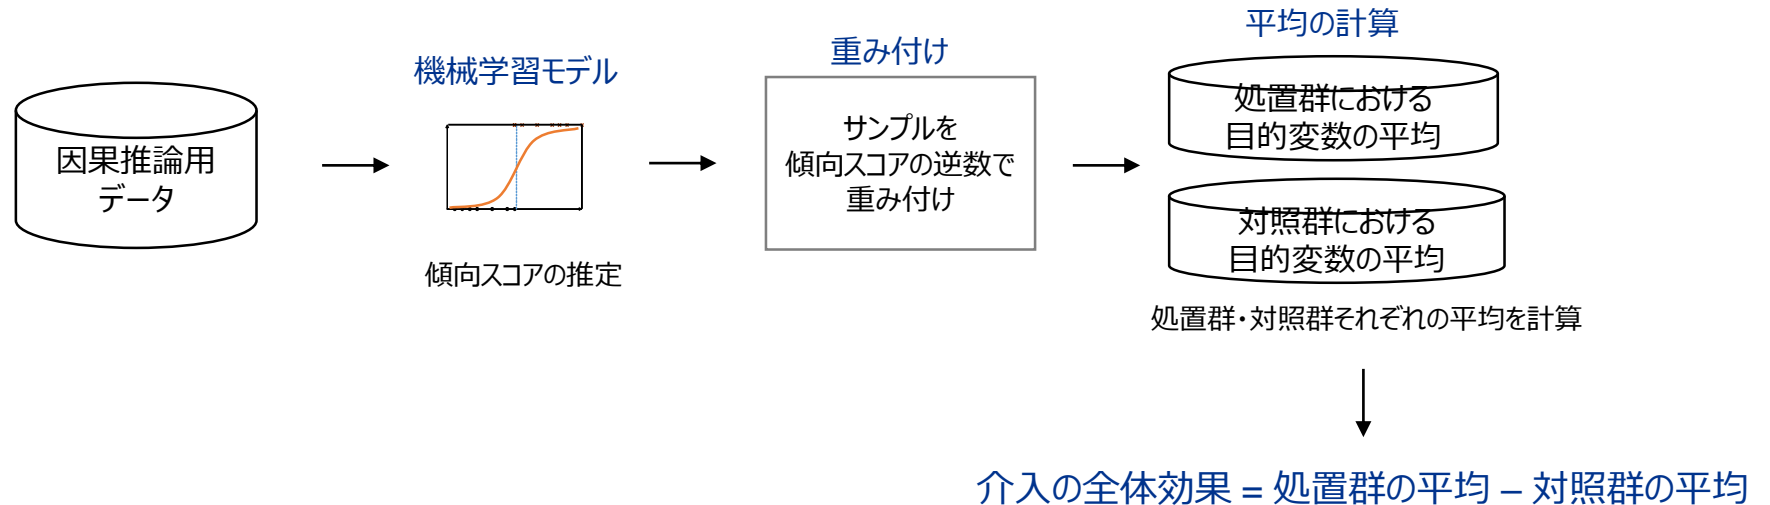 因果推論用
データ
機械学習モデル
傾向スコアの推定
重み付け
サンプルを
傾向スコアの逆数で
重み付け
平均の計算
処置群における
目的変数の平均
対照群における
目的変数の平均
処置群・対照群それぞれの平均を計算
介入の全体効果 = 処置群の平均 – 対照群の平均